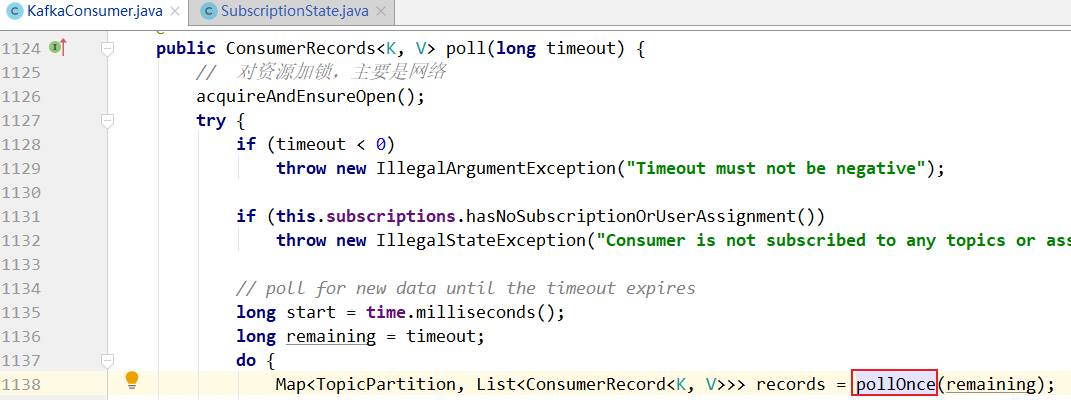 KafkaConsumer.java × SubscriptionState.java ×
1124 public ConsumerRecords<K, V> poll(long timeout) {
1125 // 对资源加锁,主要是网络
1126 acquireAndEnsureOpen();
1127 try {
1128 if (timeout < 0)
1129 throw new IllegalArgumentException("Timeout must not be negative");
1130
1131 if (this.subscriptions.hasNoSubscriptionOrUserAssignment())
1132 throw new IllegalStateException("Consumer is not subscribed to any topics or ass
1133
1134 // poll for new data until the timeout expires
1135 long start = time.milliseconds();
1136 long remaining = timeout;
1137 do {
1138 Map<TopicPartition, List<ConsumerRecord<K, V>>> records = pollOnce(remaining);